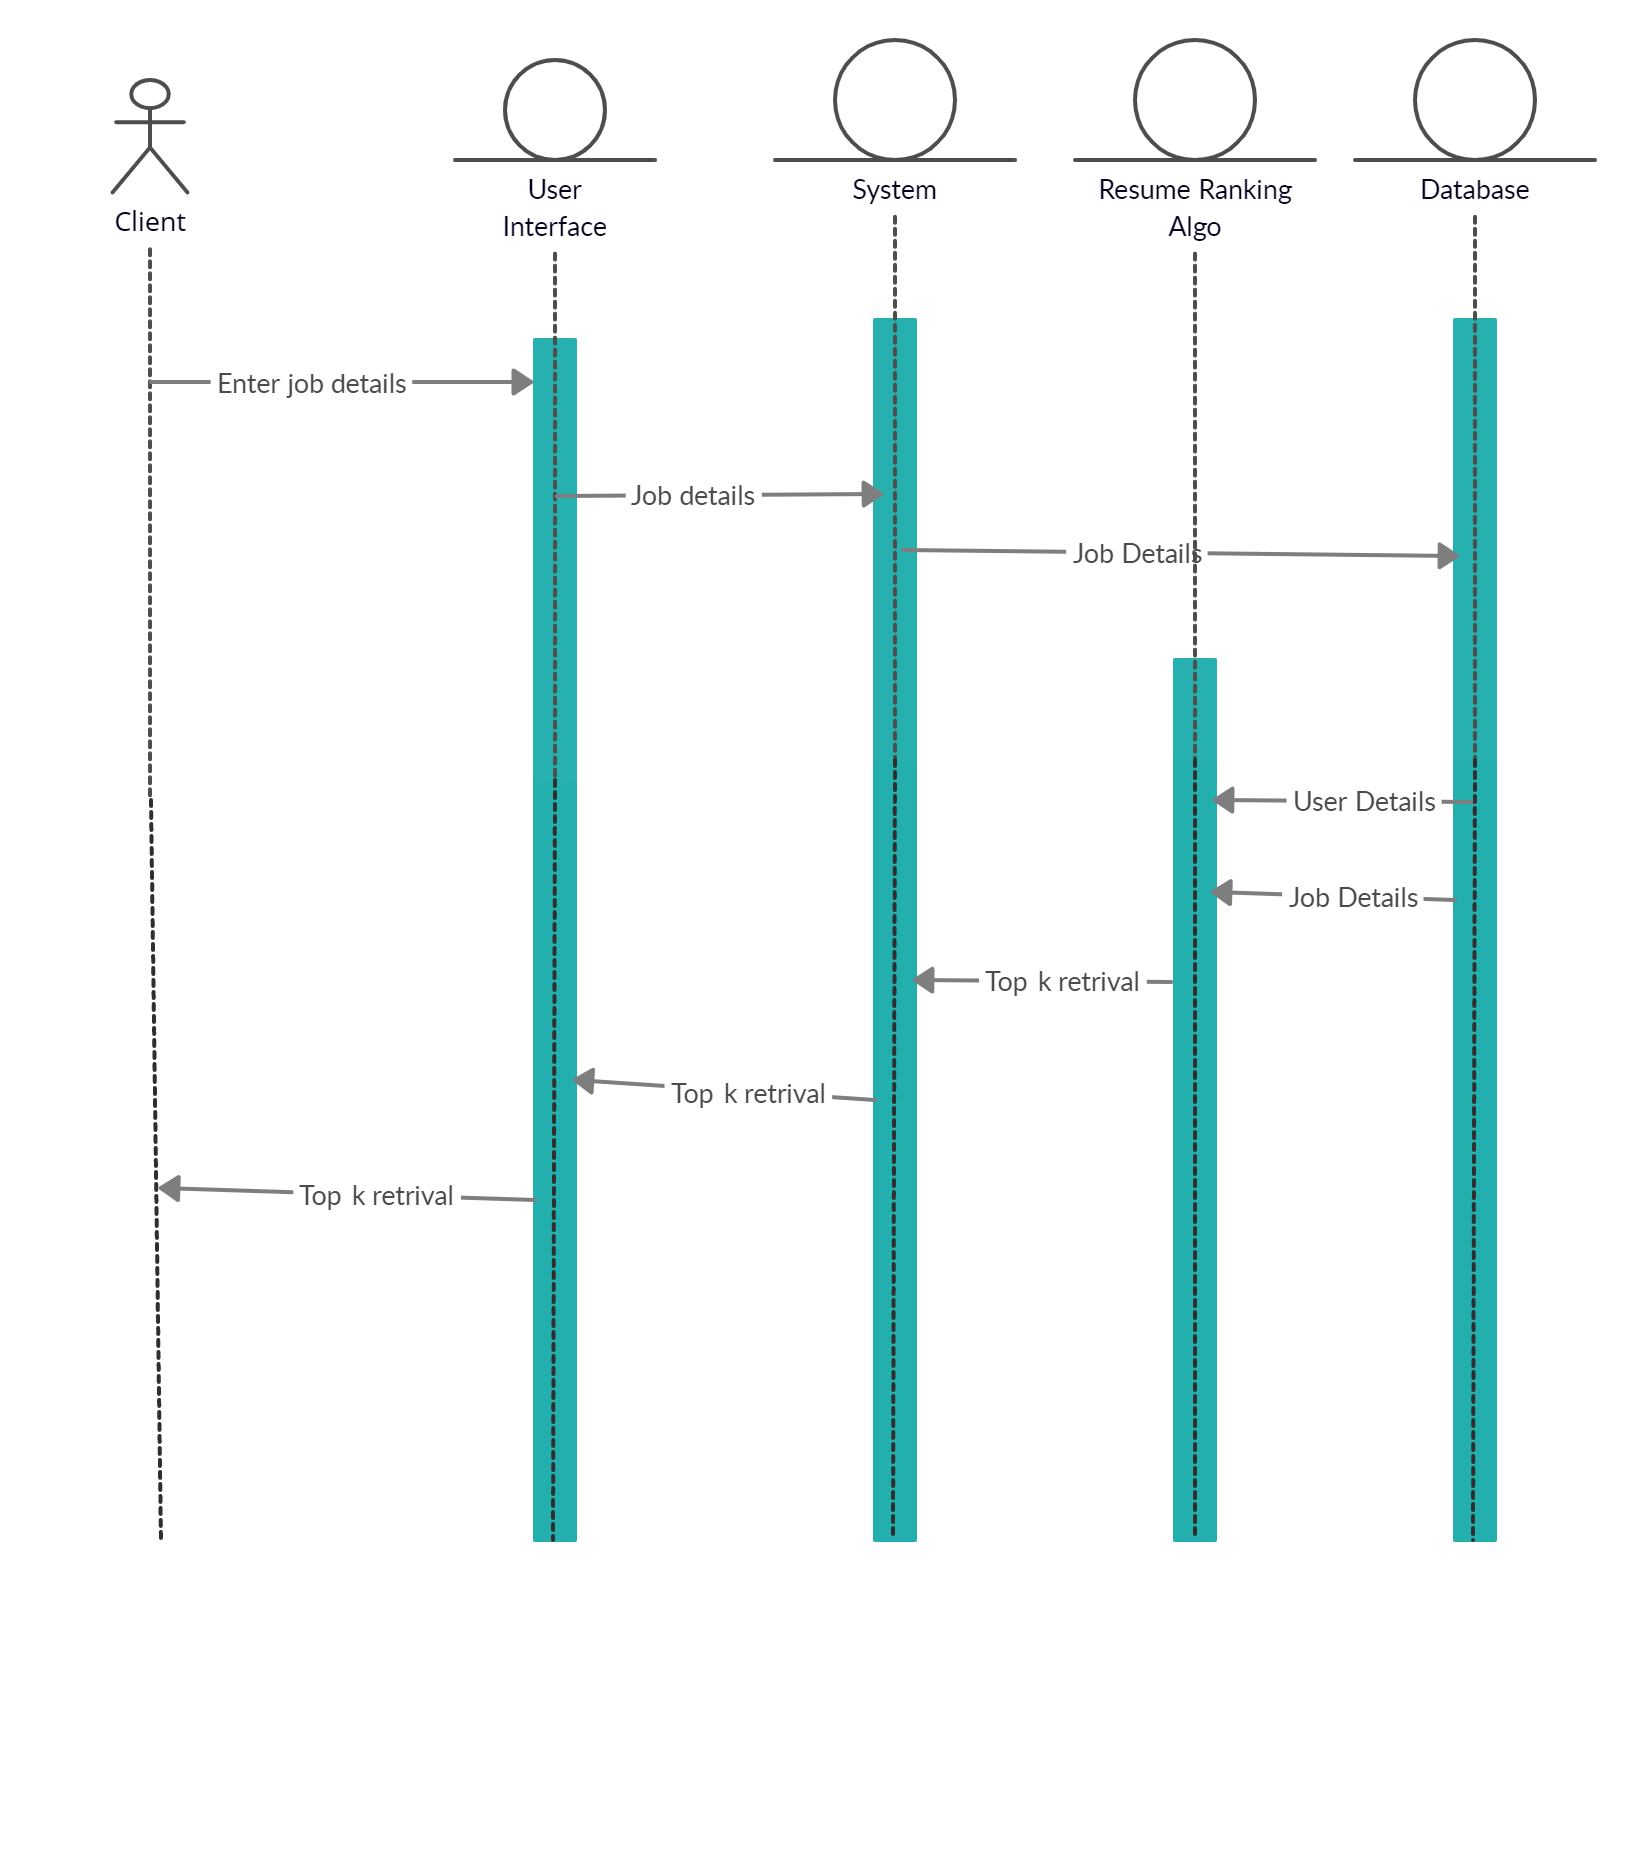 Client
User
Interface
System
Resume Ranking
Algo
Database
Enter job details
Job details
Job Details
User Details
Job Details
Top k retrival
Top k retrival
Top k retrival